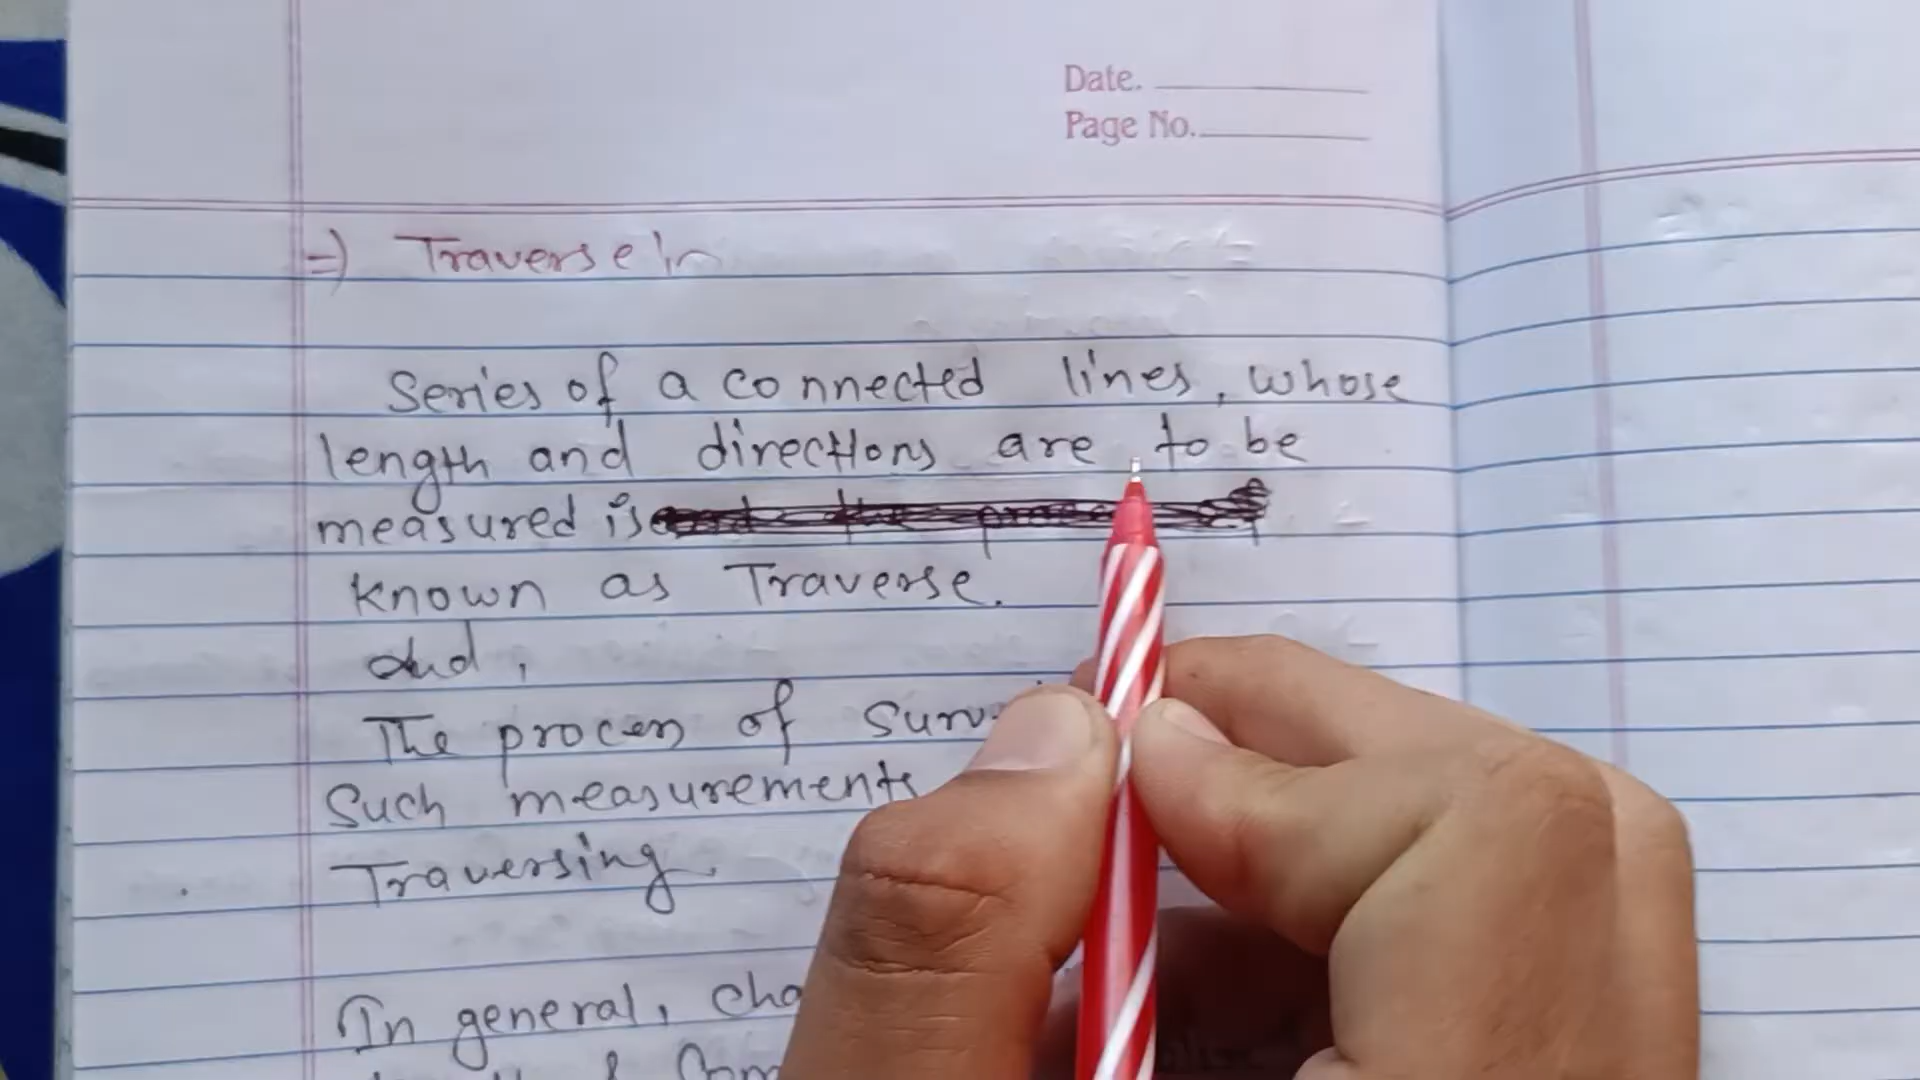 Date.
Page No.
=) Traverse in
Series of a connected lines, whose
length and directions are to be
measured is
known as Traverse.
and,
The process of
Such measurements
Traversing.
In general,